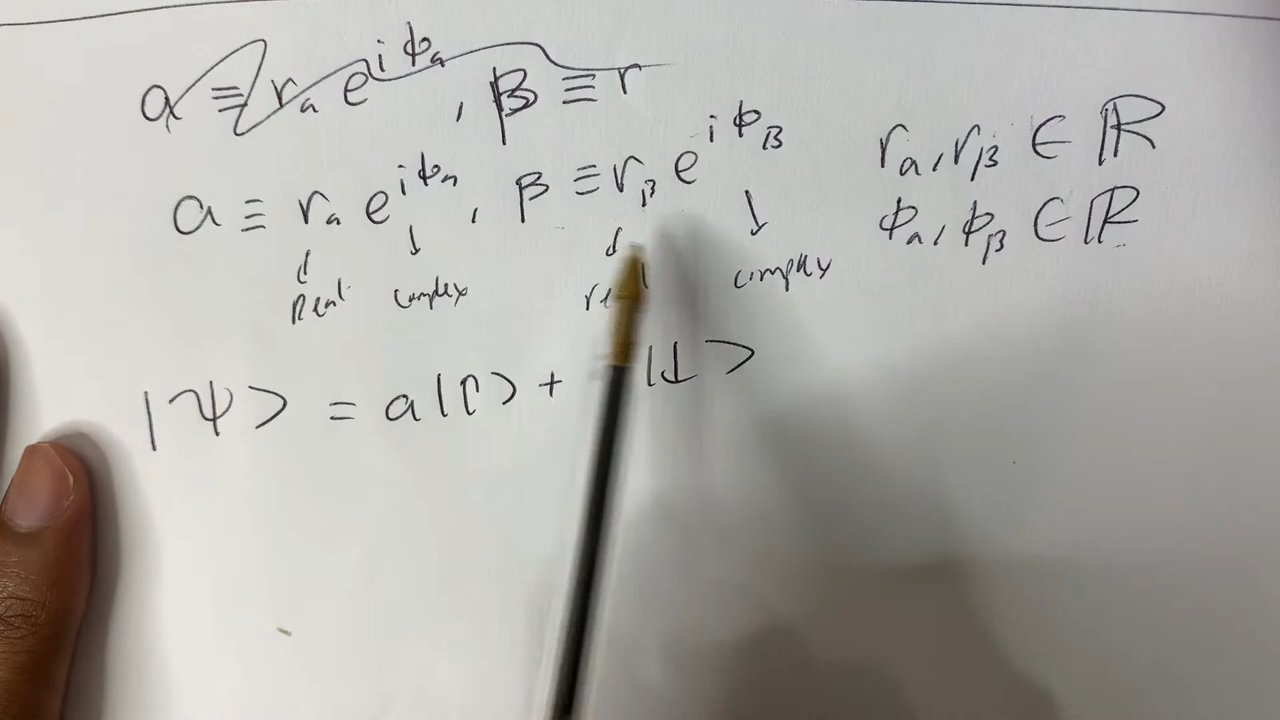 a ≡ r_a e^{iϕ_a}, β ≡ r
a ≡ r_a e^{iϕ_a}, β ≡ r_β e^{iϕ_β}
r_a, r_β ∈ ℝ
ϕ_a, ϕ_β ∈ ℝ
↓ ↓ ↓ ↓
Real complex complex
|ψ> = a|↑> + |↓>